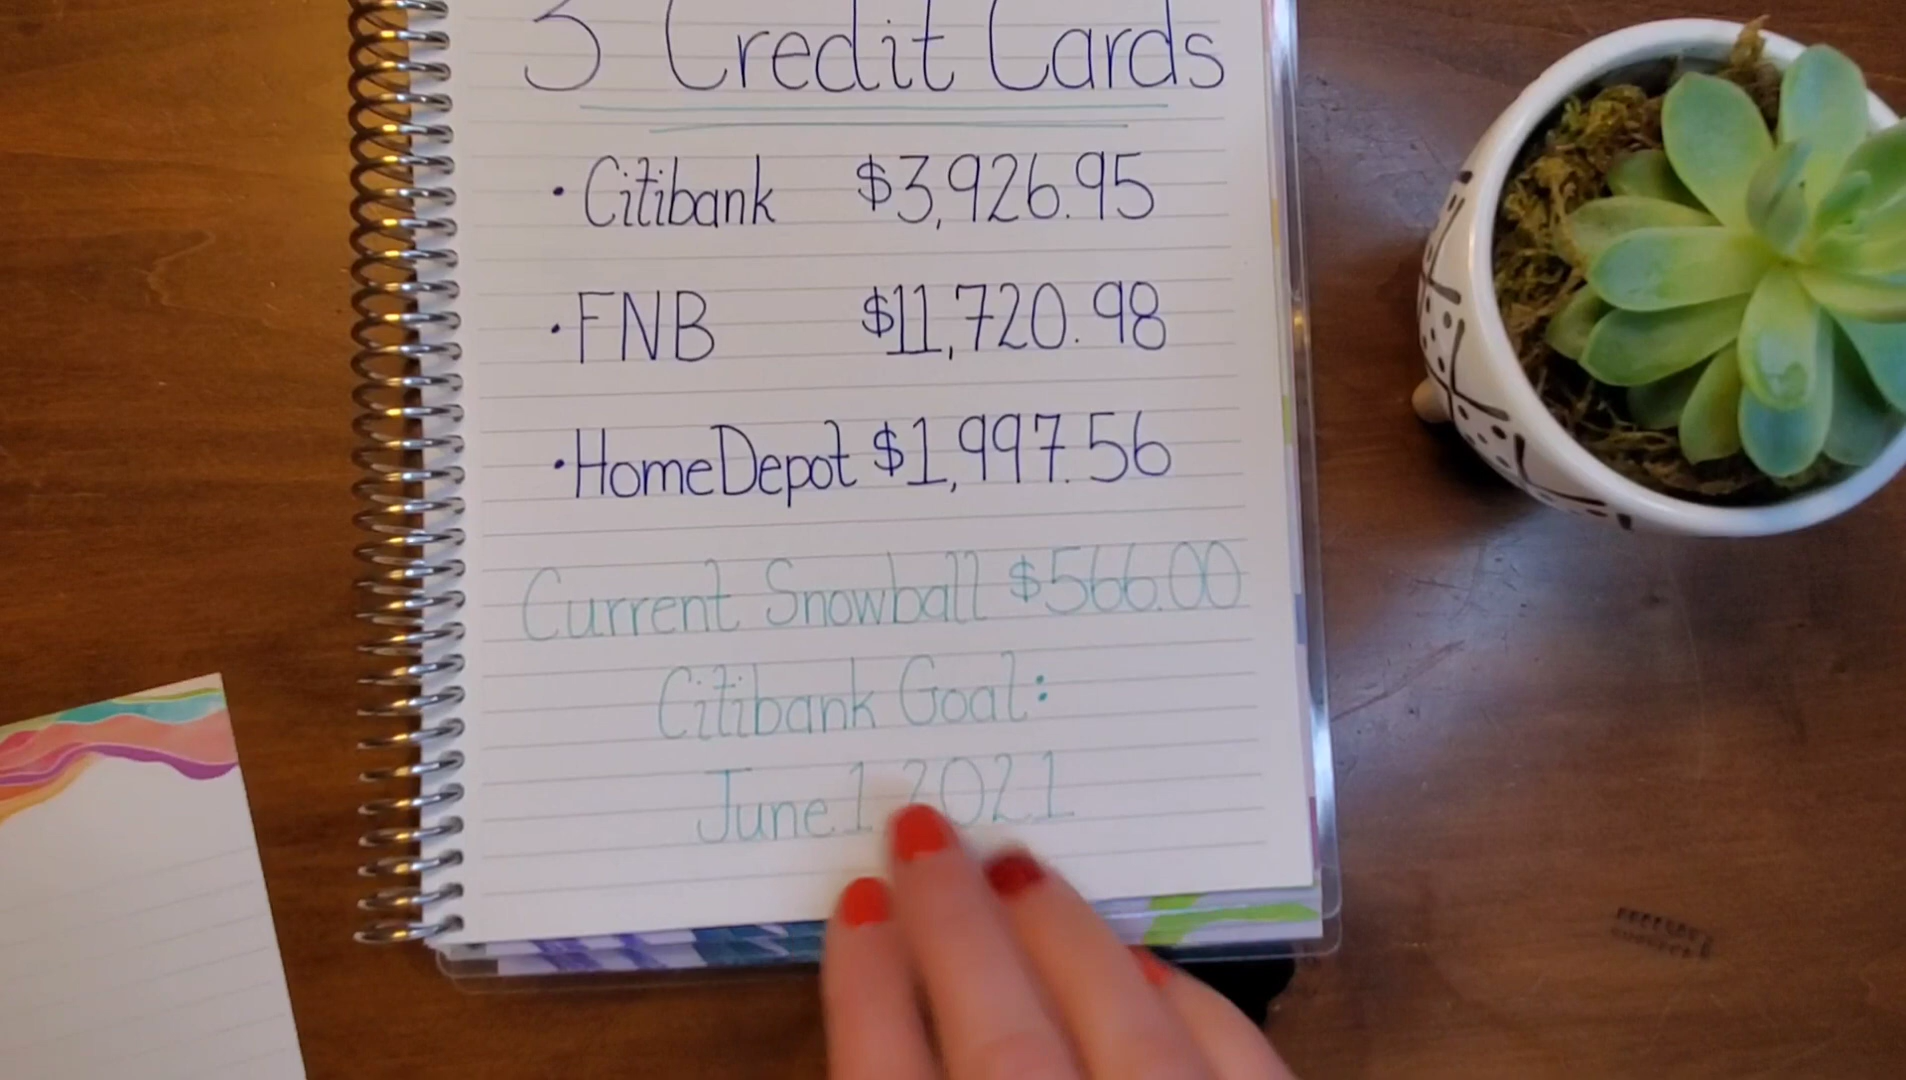 3 Credit Cards
• Citibank $3,926.95
• FNB $11,720.98
• HomeDepot $1,997.56
Current Snowball $566.00
Citibank Goal:
June 1, 2021